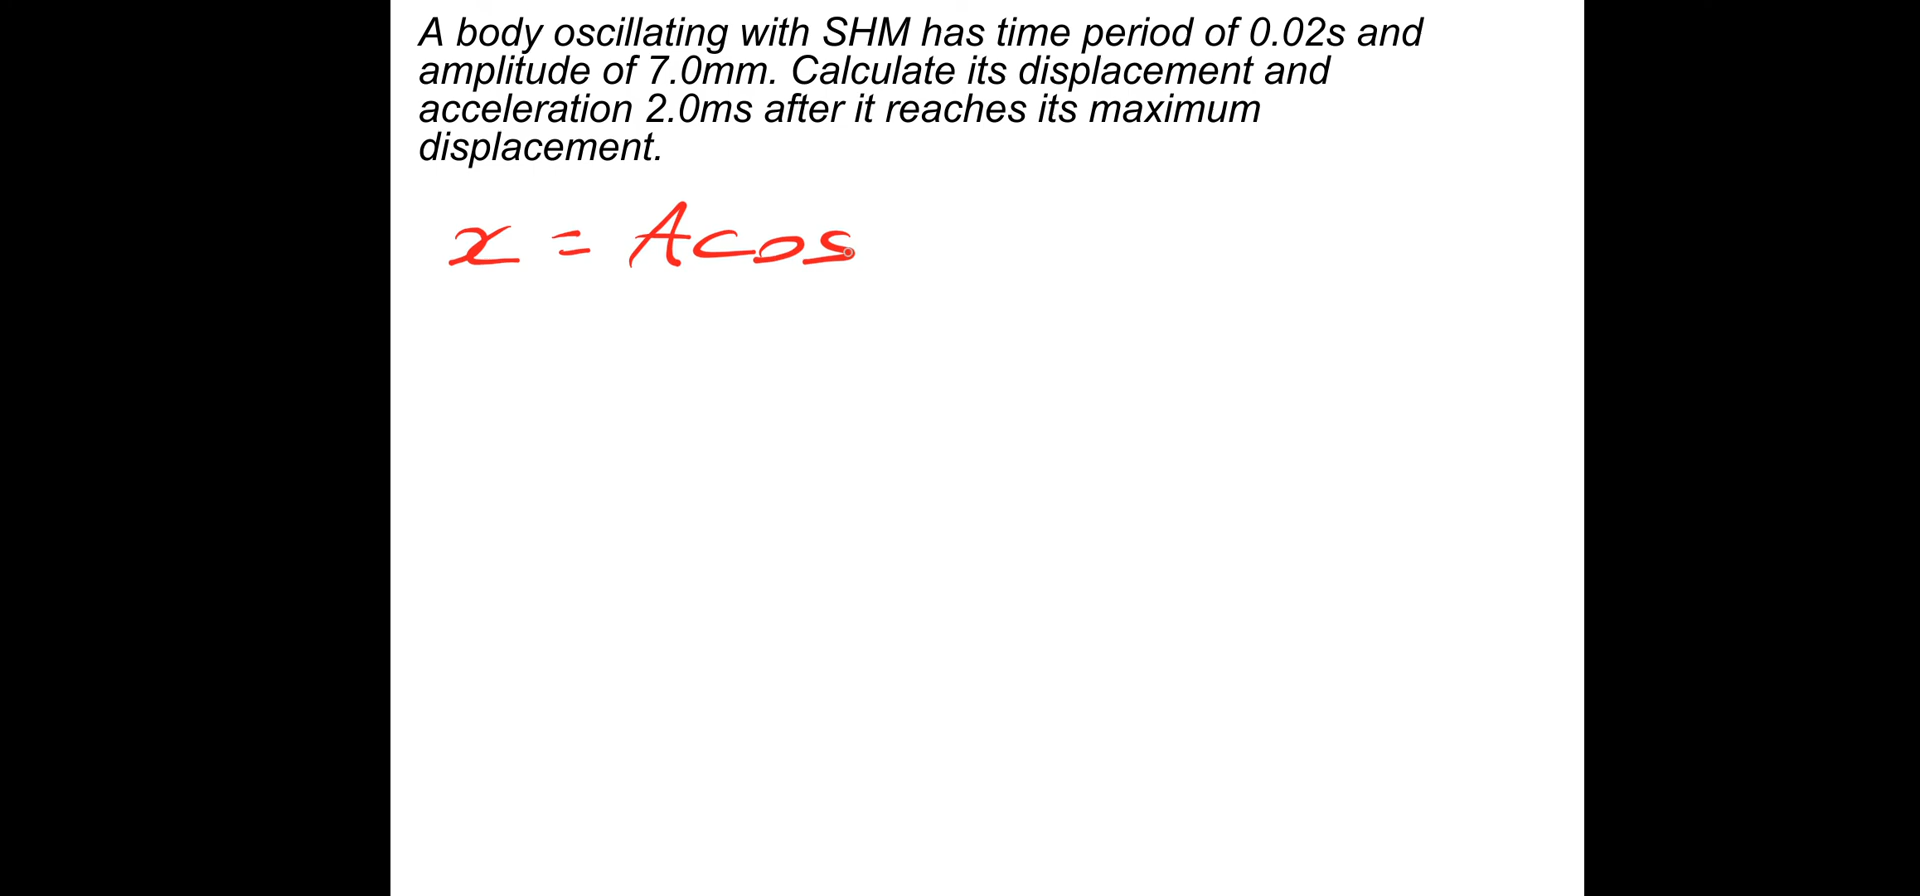 A body oscillating with SHM has time period of 0.02s and
amplitude of 7.0mm. Calculate its displacement and
acceleration 2.0ms after it reaches its maximum
displacement.
x = Acos